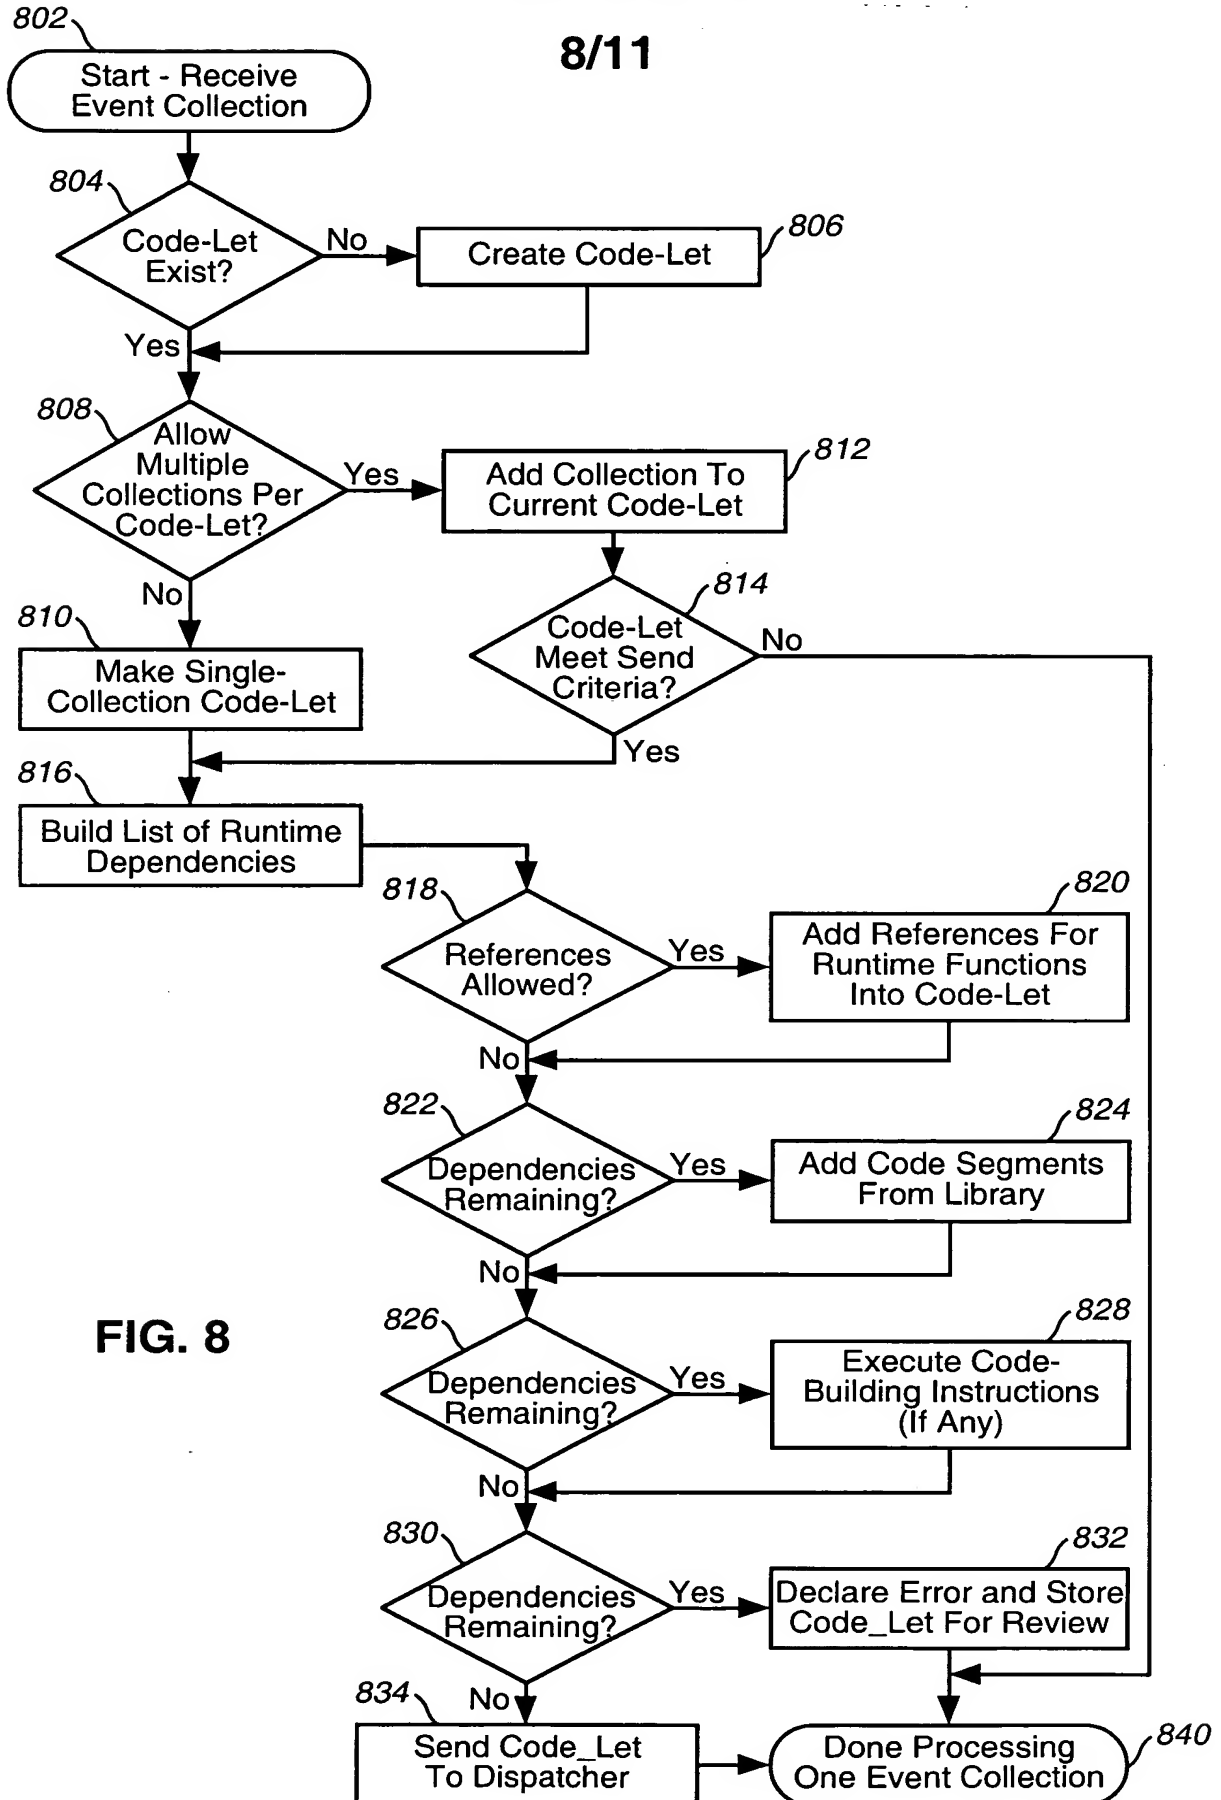 802
8/11
Start - Receive
Event Collection
804
Code-Let
Exist?
No
Create Code-Let
806
Yes
808
Allow
Multiple
Collections Per
Code-Let?
Yes
Add Collection To
Current Code-Let
812
No
814
Code-Let
Meet Send
Criteria?
No
810
Make Single-
Collection Code-Let
Yes
816
Build List of Runtime
Dependencies
818
References
Allowed?
Yes
820
Add References For
Runtime Functions
Into Code-Let
No
822
Dependencies
Remaining?
Yes
824
Add Code Segments
From Library
No
FIG. 8
826
Dependencies
Remaining?
Yes
828
Execute Code-
Building Instructions
(If Any)
No
830
Dependencies
Remaining?
Yes
832
Declare Error and Store
Code_Let For Review
No
834
Send Code_Let
To Dispatcher
Done Processing
One Event Collection
840